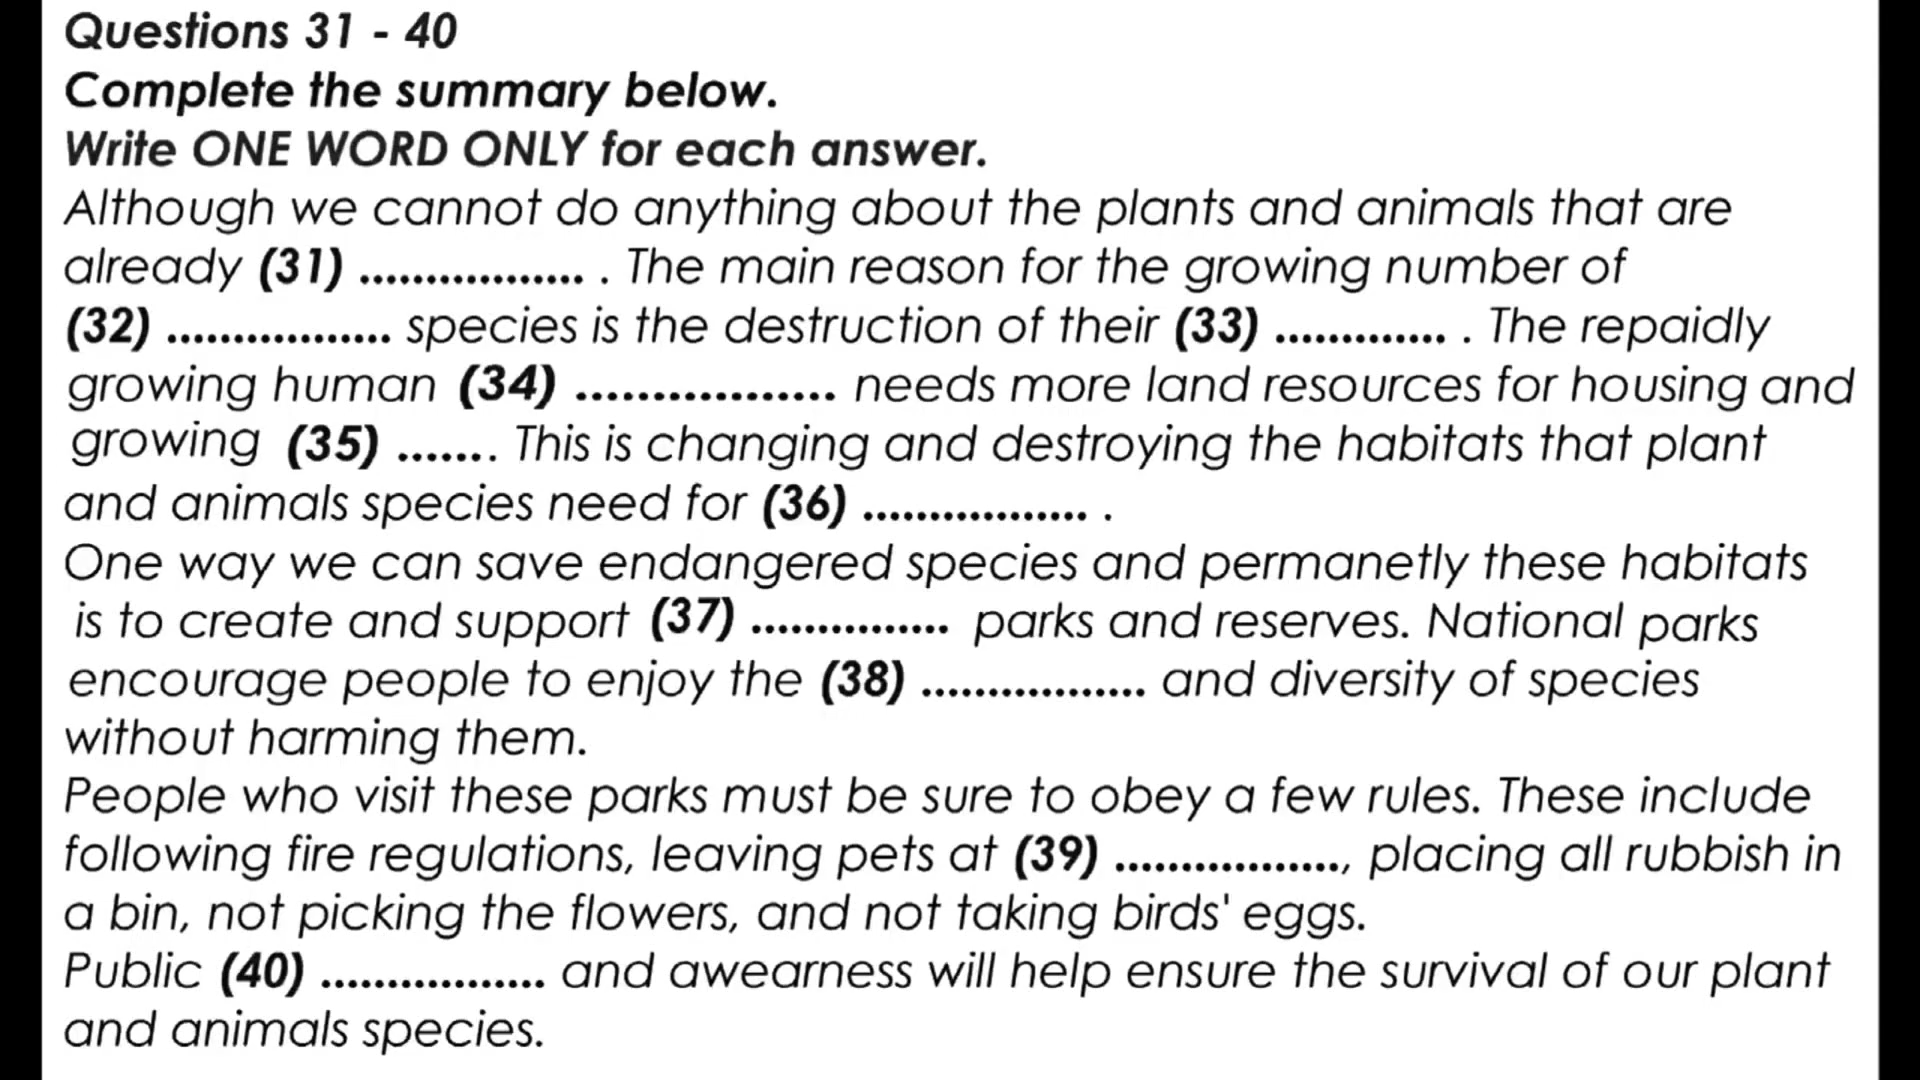 Questions 31 - 40
Complete the summary below.
Write ONE WORD ONLY for each answer.
Although we cannot do anything about the plants and animals that are
already (31) ................. . The main reason for the growing number of
(32) ................. species is the destruction of their (33) ............. . The repaidly
growing human (34) ................. needs more land resources for housing and
growing (35) ....... This is changing and destroying the habitats that plant
and animals species need for (36) ................. .
One way we can save endangered species and permanetly these habitats
is to create and support (37) ............... parks and reserves. National parks
encourage people to enjoy the (38) ................. and diversity of species
without harming them.
People who visit these parks must be sure to obey a few rules. These include
following fire regulations, leaving pets at (39) ................., placing all rubbish in
a bin, not picking the flowers, and not taking birds' eggs.
Public (40) ................. and awearness will help ensure the survival of our plant
and animals species.